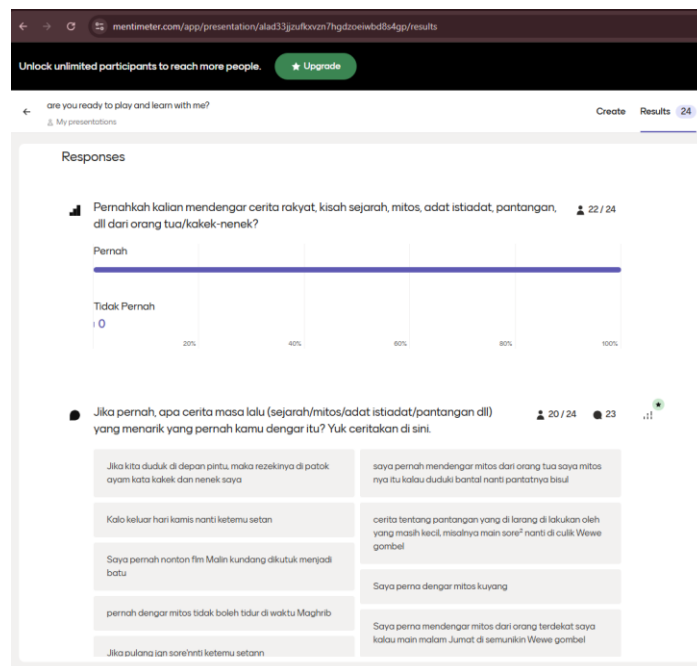 mentimeter.com/app/presentation/alad33jjzufkxvzn7hgdzoeiwbd8s4gp/results
Unlock unlimited participants to reach more people.
★ Upgrade
are you ready to play and learn with me?
My presentations
Create
Results 24
Responses
Pernahkah kalian mendengar cerita rakyat, kisah sejarah, mitos, adat istiadat, pantangan,
dll dari orang tua/kakek-nenek?
22 / 24
Pernah
Tidak Pernah
0
20%
40%
60%
80%
100%
Jika pernah, apa cerita masa lalu (sejarah/mitos/adat istiadat/pantangan dll)
yang menarik yang pernah kamu dengar itu? Yuk ceritakan di sini.
20 / 24
23
Jika kita duduk di depan pintu, maka rezekinya di patok
ayam kata kakek dan nenek saya
Kalo keluar hari kamis nanti ketemu setan
Saya pernah nonton flm Malin kundang dikutuk menjadi
batu
pernah dengar mitos tidak boleh tidur di waktu Maghrib
Jika pulang jan sore'nnti ketemu setann
saya pernah mendengar mitos dari orang tua saya mitos
nya itu kalau duduki bantal nanti pantatnya bisul
cerita tentang pantangan yang di larang di lakukan oleh
yang masih kecil, misalnya main sore² nanti di culik Wewe
gombel
Saya perna dengar mitos kuyang
Saya perna mendengar mitos dari orang terdekat saya
kalau main malam Jumat di semunikin Wewe gombel